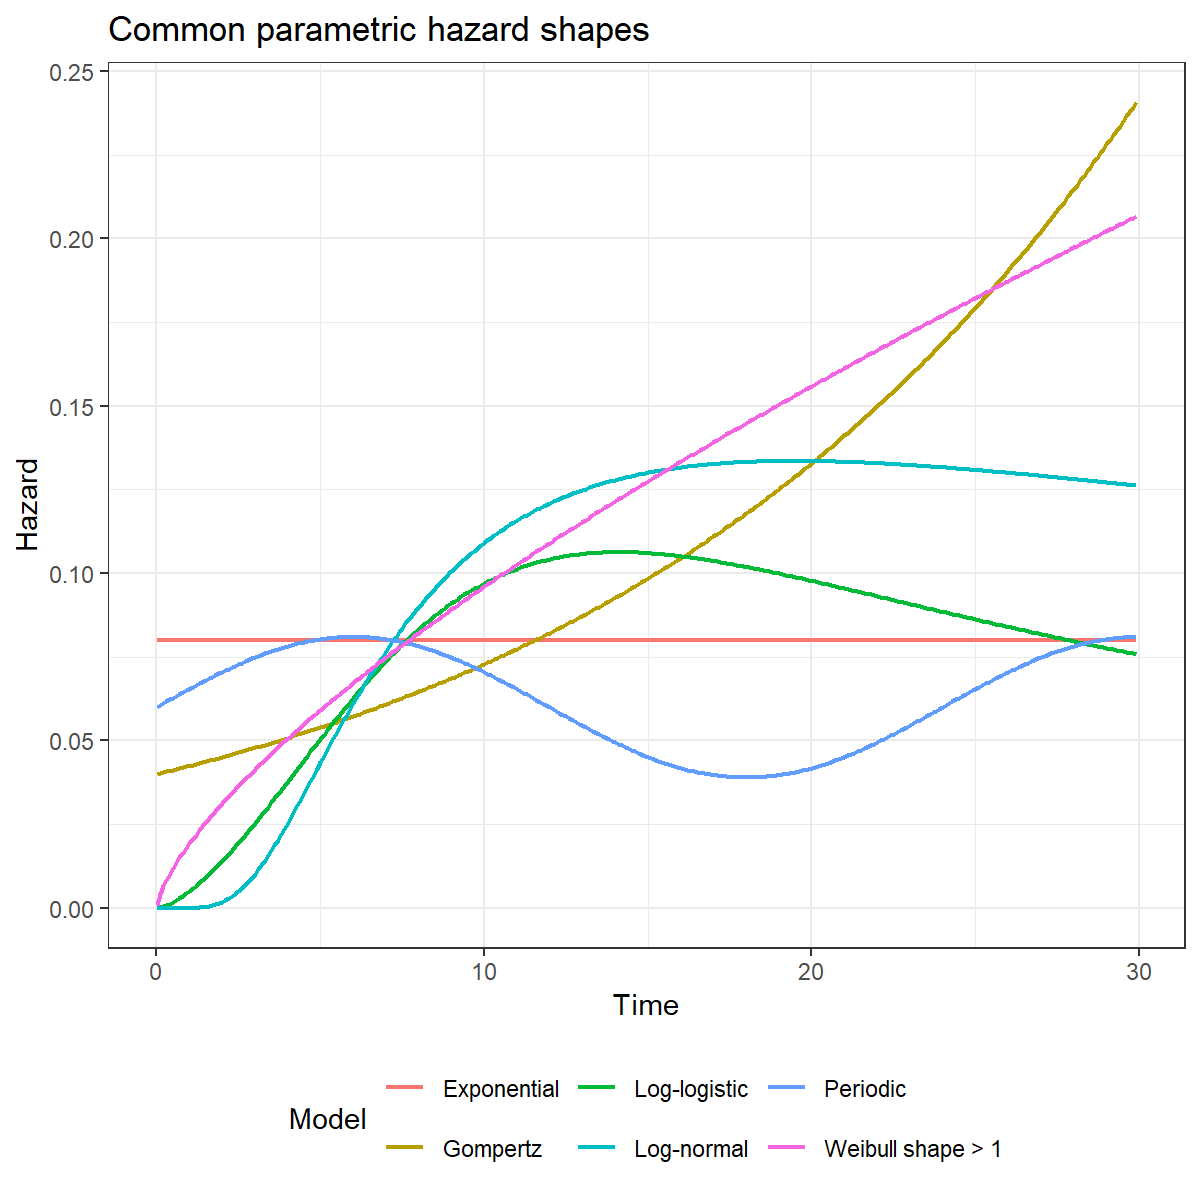 Common parametric hazard shapes
0.25
0.20
0.15
0.10
0.05
0.00
Hazard
0 10 20 30
Time
Model
Exponential Log-logistic Periodic
Gompertz Log-normal Weibull shape > 1